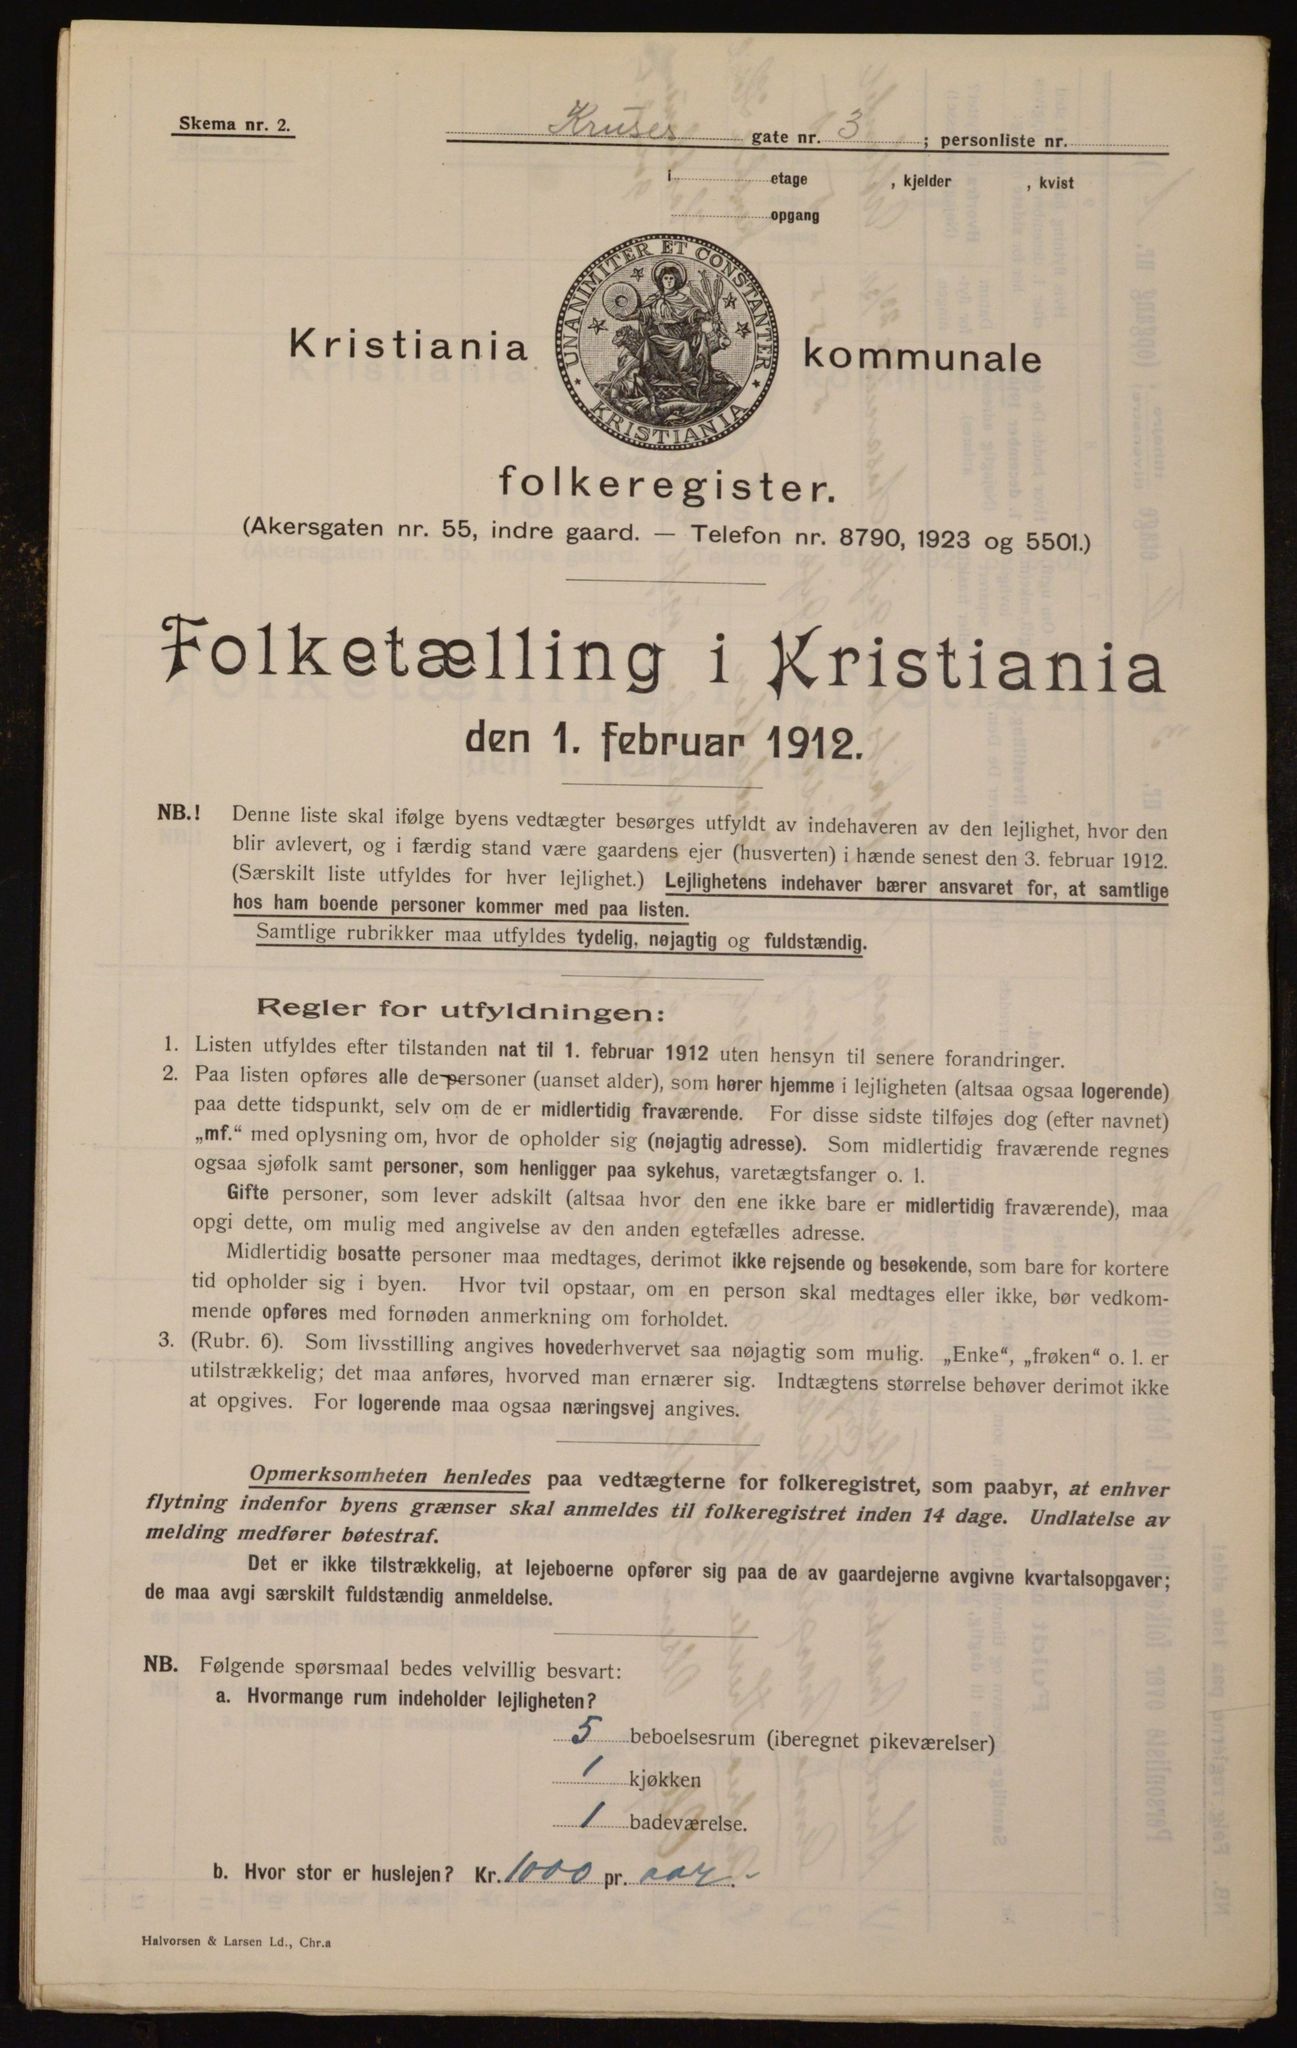 Skema nr. 2.
Kruses gate nr. 3 ; personliste nr.
i etage , kjelder , kvist
opgang
UNANIMITER ET CONSTANTER
KRISTIANIA
Kristiania kommunale
folkeregister.
(Akersgaten nr. 55, indre gaard. — Telefon nr. 8790, 1923 og 5501.)
Folketælling i Kristiania
den 1. februar 1912.
NB.! Denne liste skal ifølge byens vedtægter besørges utfyldt av indehaveren av den lejlighet, hvor den
blir avlevert, og i færdig stand være gaardens ejer (husverten) i hænde senest den 3. februar 1912.
(Særskilt liste utfyldes for hver lejlighet.) Lejlighetens indehaver bærer ansvaret for, at samtlige
hos ham boende personer kommer med paa listen.
Samtlige rubrikker maa utfyldes tydelig, nøjagtig og fuldstændig.
Regler for utfyldningen:
1. Listen utfyldes efter tilstanden nat til 1. februar 1912 uten hensyn til senere forandringer.
2. Paa listen opføres alle de personer (uanset alder), som hører hjemme i lejligheten (altsaa ogsaa logerende)
paa dette tidspunkt, selv om de er midlertidig fraværende. For disse sidste tilføjes dog (efter navnet)
„mf.“ med oplysning om, hvor de opholder sig (nøjagtig adresse). Som midlertidig fraværende regnes
ogsaa sjøfolk samt personer, som henligger paa sykehus, varetægtsfanger o. l.
Gifte personer, som lever adskilt (altsaa hvor den ene ikke bare er midlertidig fraværende), maa
opgi dette, om mulig med angivelse av den anden egtefælles adresse.
Midlertidig bosatte personer maa medtages, derimot ikke rejsende og besøkende, som bare for kortere
tid opholder sig i byen. Hvor tvil opstaar, om en person skal medtages eller ikke, bør vedkom-
mende opføres med fornøden anmerkning om forholdet.
3. (Rubr. 6). Som livsstilling angives hovederhvervet saa nøjagtig som mulig. „Enke“, „frøken“ o. l. er
utilstrækkelig; det maa anføres, hvorved man ernærer sig. Indtægtens størrelse behøver derimot ikke
at opgives. For logerende maa ogsaa næringsvej angives.
Opmerksomheten henledes paa vedtægterne for folkeregistret, som paabyr, at enhver
flytning indenfor byens grænser skal anmeldes til folkeregistret inden 14 dage. Undlatelse av
melding medfører bøtestraf.
Det er ikke tilstrækkelig, at lejeboerne opfører sig paa de av gaardejerne avgivne kvartalsopgaver;
de maa avgi særskilt fuldstændig anmeldelse.
NB. Følgende spørsmaal bedes velvillig besvart:
a. Hvormange rum indeholder lejligheten?
5 beboelsesrum (iberegnet pikeværelser)
1 kjøkken
1 badeværelse.
b. Hvor stor er huslejen? Kr. 1000 pr. aar.
Halvorsen & Larsen Ld., Chr.a